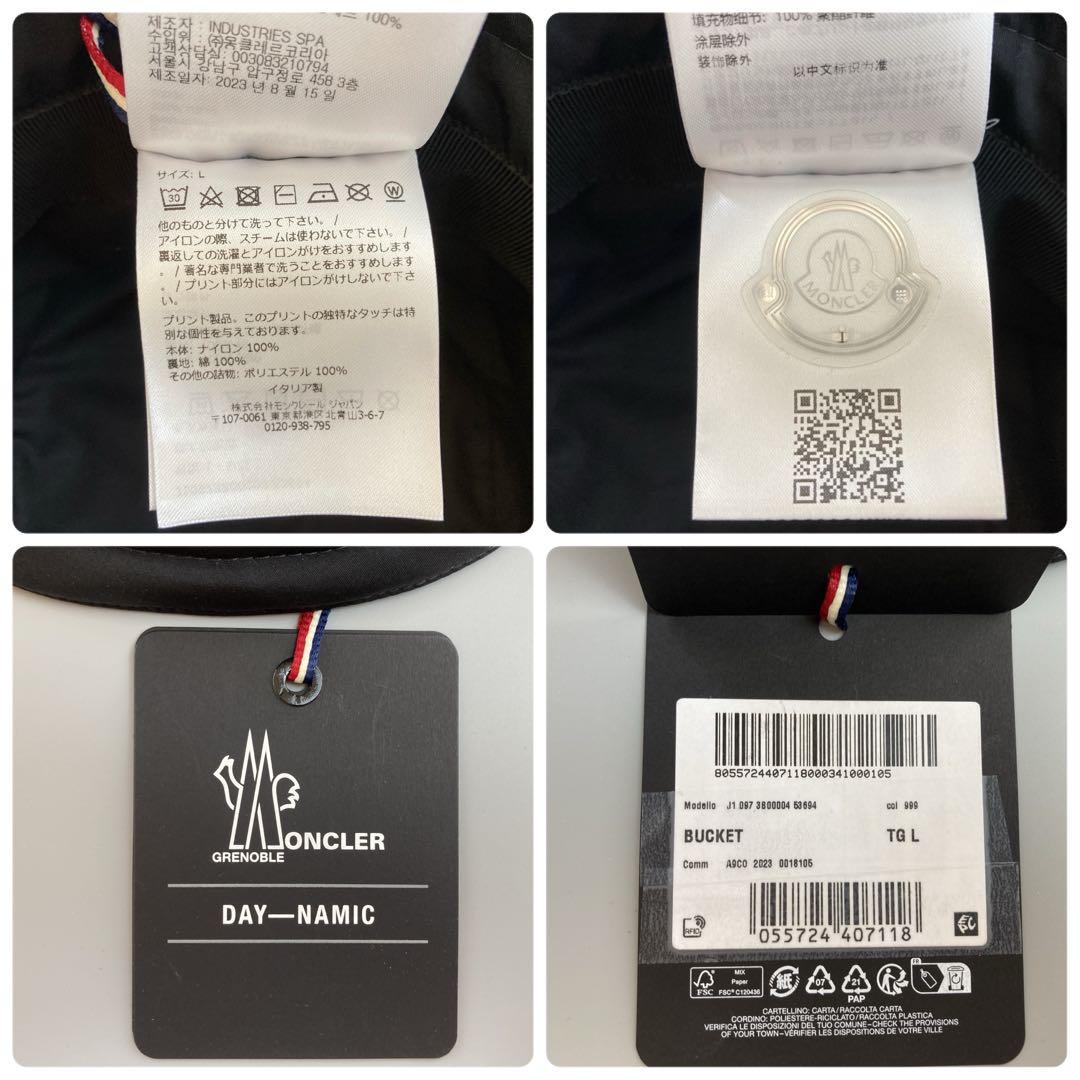 100%
제조자 : INDUSTRIES SPA
수입원 : ㈜몽클레르코리아
고객상담실: 003083210794
서울시 강남구 압구정로 458 3층
제조일자: 2023 년 8 월 15 일
サイズ: L
30
W
他のものと分けて洗って下さい。/
アイロンの際、スチームは使わないで下さい。/
裏返しての洗濯とアイロンがけをおすすめします
。/ 著名な専門業者で洗うことをおすすめします
。/ プリント部分にはアイロンがけしないで下さ
い。
プリント製品。このプリントの独特なタッチは特
別な個性を与えております。
本体: ナイロン 100%
裏地: 綿 100%
その他の詰物: ポリエステル 100%
イタリア製
株式会社モンクレール ジャパン
〒107-0061 東京都港区北青山3-6-7
0120-938-795
填充物细节: 100% 聚酯纤维
涂层除外
装饰除外
以中文标识为准
MONCLER
MONCLER
GRENOBLE
DAY—NAMIC
8055724407118000341000105
Modello J1 097 3B00004 53694 col 999
BUCKET TG L
Comm A9C0 2023 0018105
RFID
055724 407118
FSC
MIX
Paper
FSC® C120436
紙
07
21
PAP
FR
CARTELLINO: CARTA/RACCOLTA CARTA
CORDINO: POLIESTERE-RICICLATO/RACCOLTA PLASTICA
VERIFICA LE DISPOSIZIONI DEL TUO COMUNE-CHECK THE PROVISIONS
OF YOUR TOWN-VÉRIFIER LES DISPOSITIONS DE VOTRE VILLE